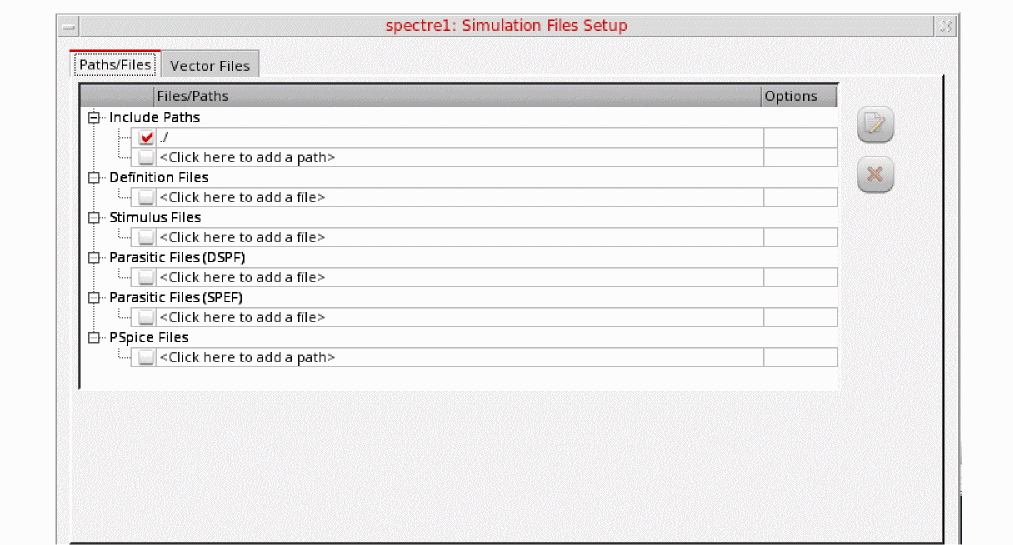 spectre1: Simulation Files Setup
Paths/Files Vector Files
Files/Paths Options
Include Paths
./
<Click here to add a path>
Definition Files
<Click here to add a file>
Stimulus Files
<Click here to add a file>
Parasitic Files (DSPF)
<Click here to add a file>
Parasitic Files (SPEF)
<Click here to add a file>
PSpice Files
<Click here to add a path>